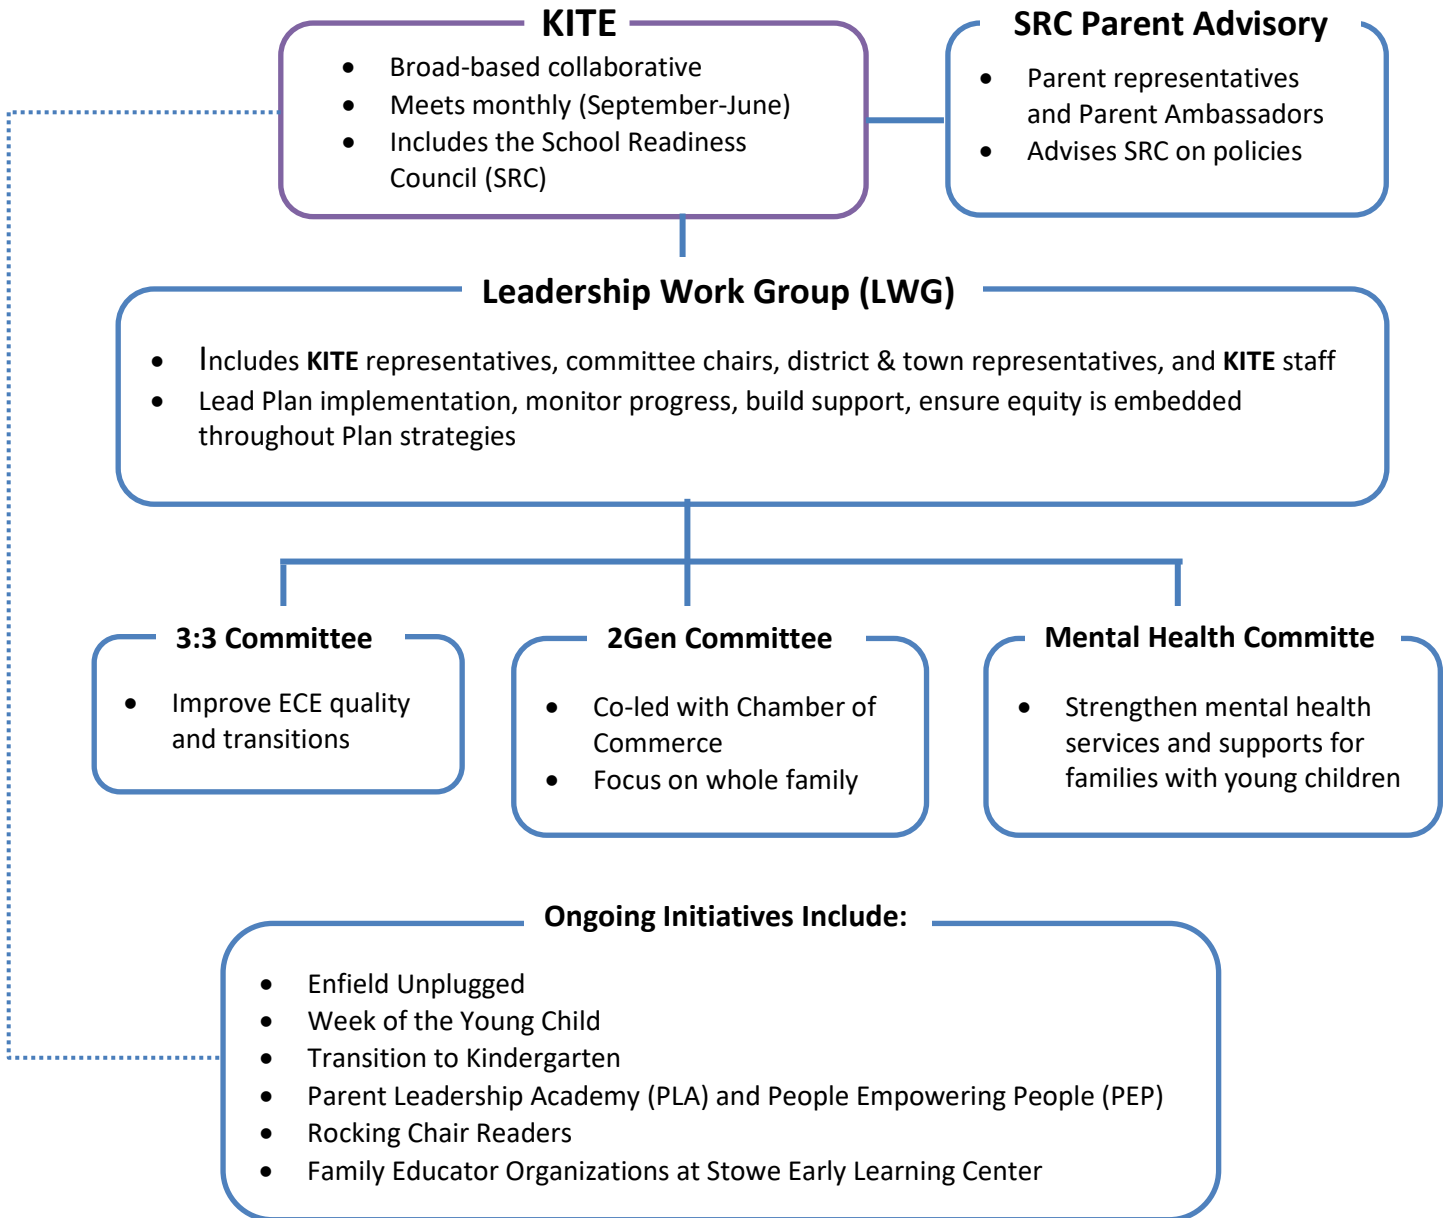 KITE
• Broad-based collaborative
• Meets monthly (September-June)
• Includes the School Readiness
Council (SRC)
SRC Parent Advisory
• Parent representatives
and Parent Ambassadors
• Advises SRC on policies
Leadership Work Group (LWG)
• Includes KITE representatives, committee chairs, district & town representatives, and KITE staff
• Lead Plan implementation, monitor progress, build support, ensure equity is embedded
throughout Plan strategies
3:3 Committee
• Improve ECE quality
and transitions
2Gen Committee
• Co-led with Chamber of
Commerce
• Focus on whole family
Mental Health Committe
• Strengthen mental health
services and supports for
families with young children
Ongoing Initiatives Include:
• Enfield Unplugged
• Week of the Young Child
• Transition to Kindergarten
• Parent Leadership Academy (PLA) and People Empowering People (PEP)
• Rocking Chair Readers
• Family Educator Organizations at Stowe Early Learning Center